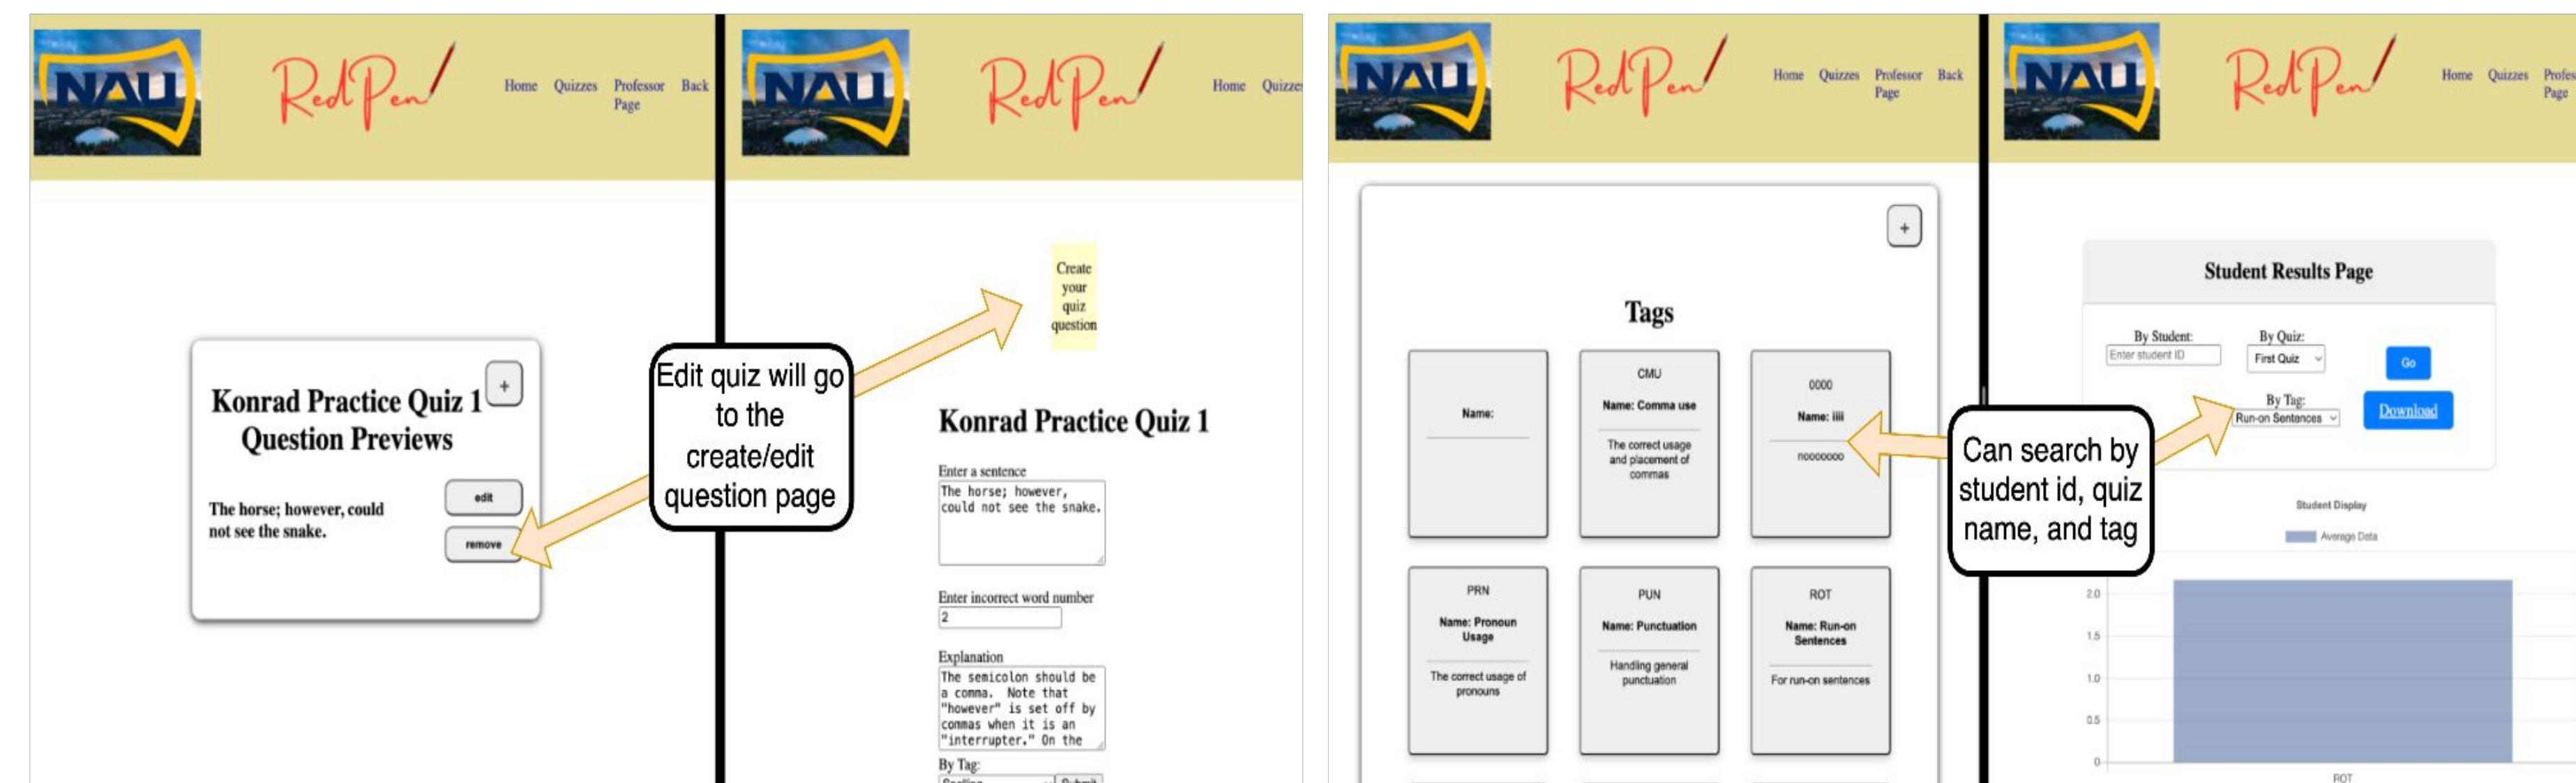 NAU
RedPen
Home Quizzes Professor Page Back
Konrad Practice Quiz 1
Question Previews
+
The horse; however, could
not see the snake.
edit
remove
Edit quiz will go
to the
create/edit
question page
NAU
RedPen
Home
Create
your
quiz
question
Konrad Practice Quiz 1
Enter a sentence
The horse; however,
could not see the snake.
Enter incorrect word number
2
Explanation
The semicolon should be
a comma. Note that
"however" is set off by
commas when it is an
"interrupter." On the
By Tag:
NAU
RedPen
Home Quizzes Professor Page Back
+
Tags
Name:
CMU
Name: Comma use
The correct usage
and placement of
commas
0000
Name: iiii
PRN
Name: Pronoun
Usage
The correct usage of
pronouns
PUN
Name: Punctuation
Handling general
punctuation
ROT
Name: Run-on
Sentences
For run-on sentences
Can search by
student id, quiz
name, and tag
NAU
RedPen
Home Quizzes
Page
Student Results Page
By Student:
Enter student ID
By Quiz:
First Quiz
Go
By Tag:
Run-on Sentences
Download
Student Display
Average Data
2.0
1.5
1.0
0.5
0
ROT